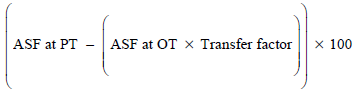 (ASF at PT − (ASF at OT × Transfer factor)) × 100